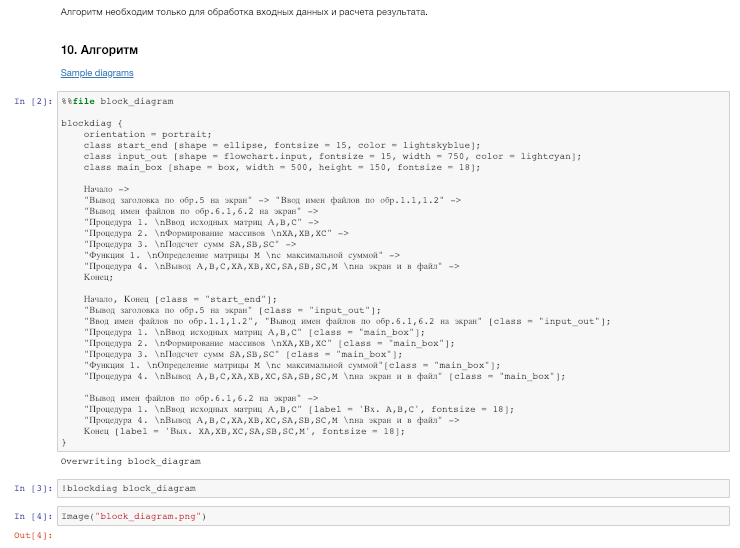 Алгоритм необходим только для обработка входных данных и расчета результата.
10. Алгоритм
Sample diagrams
In [2]: %%file block_diagram
blockdiag {
orientation = portrait;
class start_end [shape = ellipse, fontsize = 15, color = lightskyblue];
class input_out [shape = flowchart.input, fontsize = 15, width = 750, color = lightcyan];
class main_box [shape = box, width = 500, height = 150, fontsize = 18];
Начало ->
"Вывод заголовка по обр.5 на экран" -> "Ввод имен файлов по обр.1.1,1.2" ->
"Вывод имен файлов по обр.6.1,6.2 на экран" ->
"Процедура 1. \nВвод исходных матриц A,B,C" ->
"Процедура 2. \nФормирование массивов \nXA,XB,XC" ->
"Процедура 3. \nПодсчет сумм SA,SB,SC" ->
"Функция 1. \nОпределение матрицы M \nс максимальной суммой" ->
"Процедура 4. \nВывод A,B,C,XA,XB,XC,SA,SB,SC,M \nна экран и в файл" ->
Конец;
Начало, Конец [class = "start_end"];
"Вывод заголовка по обр.5 на экран" [class = "input_out"];
"Ввод имен файлов по обр.1.1,1.2", "Вывод имен файлов по обр.6.1,6.2 на экран" [class = "input_out"];
"Процедура 1. \nВвод исходных матриц A,B,C" [class = "main_box"];
"Процедура 2. \nФормирование массивов \nXA,XB,XC" [class = "main_box"];
"Процедура 3. \nПодсчет сумм SA,SB,SC" [class = "main_box"];
"Функция 1. \nОпределение матрицы M \nс максимальной суммой"[class = "main_box"];
"Процедура 4. \nВывод A,B,C,XA,XB,XC,SA,SB,SC,M \nна экран и в файл" [class = "main_box"];
"Вывод имен файлов по обр.6.1,6.2 на экран" ->
"Процедура 1. \nВвод исходных матриц A,B,C" [label = 'Вх. A,B,C', fontsize = 18];
"Процедура 4. \nВывод A,B,C,XA,XB,XC,SA,SB,SC,M \nна экран и в файл" ->
Конец [label = 'Вых. XA,XB,XC,SA,SB,SC,M', fontsize = 18];
}
Overwriting block_diagram
In [3]: !blockdiag block_diagram
In [4]: Image("block_diagram.png")
Out[4]: